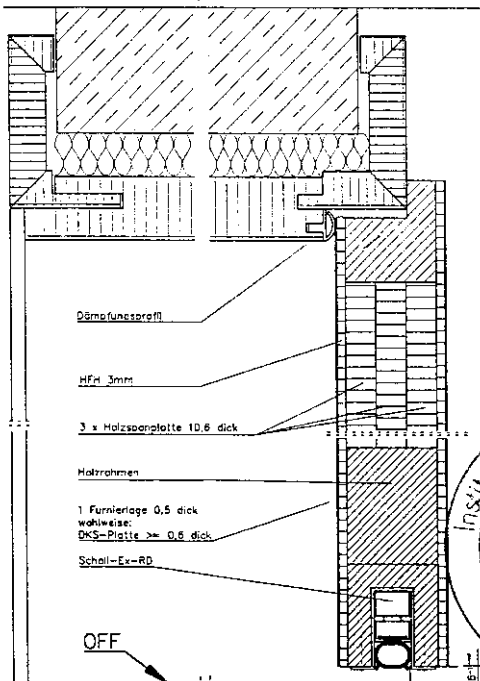 Dämpfungsprofil
HFH 3mm
3 x Holzspanplatte 10,6 dick
Holzrahmen
1 Furnierlage 0,5 dick
wahlweise:
DKS-Platte >= 0,6 dick
Schall-Ex-RD
Insti
OFF